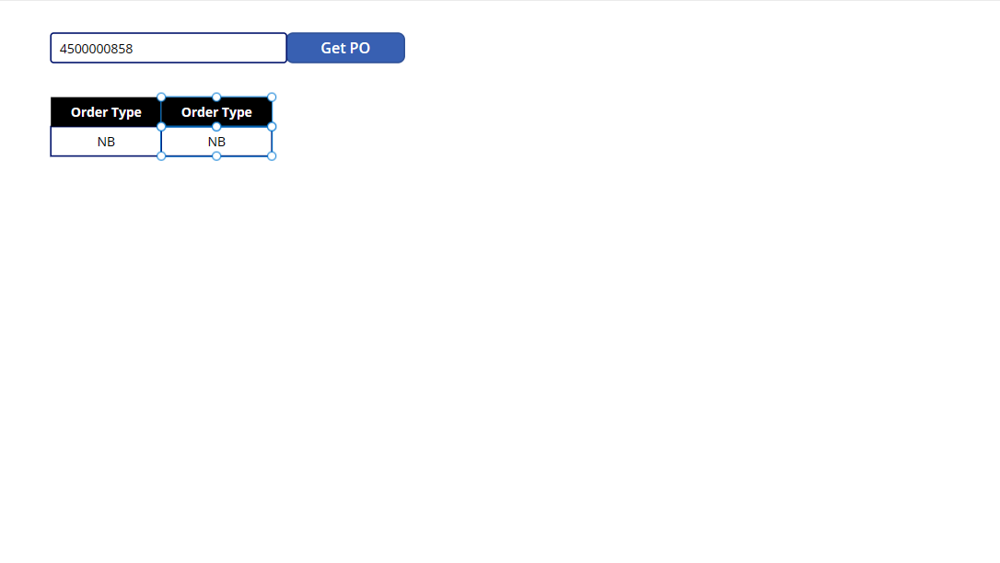 4500000858 Get PO
Order Type Order Type
NB NB